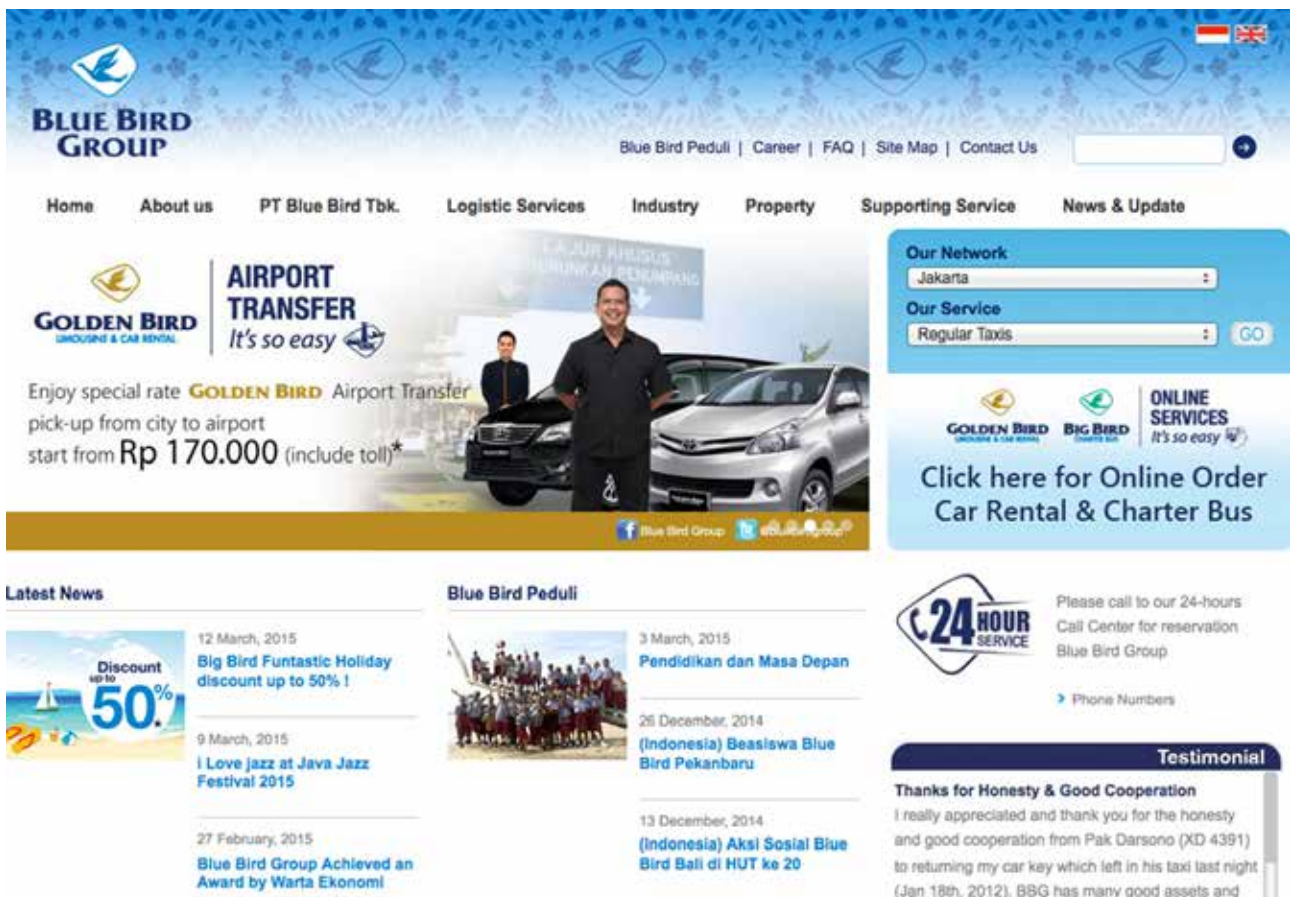 BLUE BIRD
GROUP
Blue Bird Peduli | Career | FAQ | Site Map | Contact Us
Home About us PT Blue Bird Tbk. Logistic Services Industry Property Supporting Service News & Update
GOLDEN BIRD
LIMOUSINE & CAR RENTAL
AIRPORT
TRANSFER
It's so easy
LAJUR KHUSUS
PENUMPANG
Enjoy special rate GOLDEN BIRD Airport Transfer
pick-up from city to airport
start from Rp 170.000 (include toll)*
Blue Bird Group
Our Network
Jakarta
Our Service
Regular Taxis
GO
GOLDEN BIRD
LIMOUSINE & CAR RENTAL
BIG BIRD
CHARTER BUS
ONLINE
SERVICES
It's so easy
Click here for Online Order
Car Rental & Charter Bus
Latest News
Discount
up to
50%
12 March, 2015
Big Bird Funtastic Holiday
discount up to 50% !
9 March, 2015
i Love jazz at Java Jazz
Festival 2015
27 February, 2015
Blue Bird Group Achieved an
Award by Warta Ekonomi
Blue Bird Peduli
3 March, 2015
Pendidikan dan Masa Depan
26 December, 2014
(Indonesia) Beasiswa Blue
Bird Pekanbaru
13 December, 2014
(Indonesia) Aksi Sosial Blue
Bird Bali di HUT ke 20
24 HOUR
SERVICE
Please call to our 24-hours
Call Center for reservation
Blue Bird Group
Phone Numbers
Testimonial
Thanks for Honesty & Good Cooperation
I really appreciated and thank you for the honesty
and good cooperation from Pak Darsono (XD 4391)
to returning my car key which left in his taxi last night
(Jan 18th, 2012). BBG has many good assets and